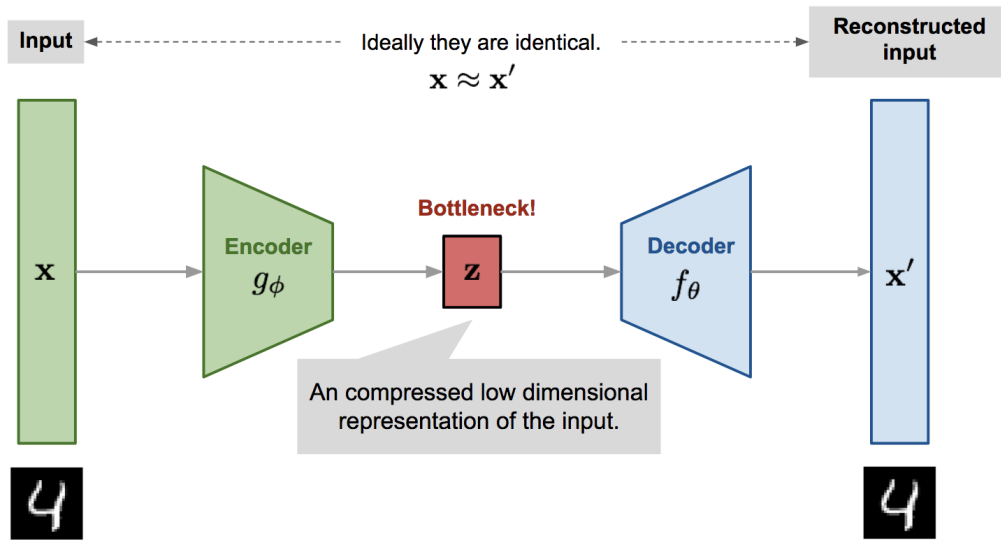 Input
Ideally they are identical.
x ≈ x′
Reconstructed
input
Bottleneck!
x
Encoder
gϕ
z
Decoder
fθ
x′
An compressed low dimensional
representation of the input.
4
4